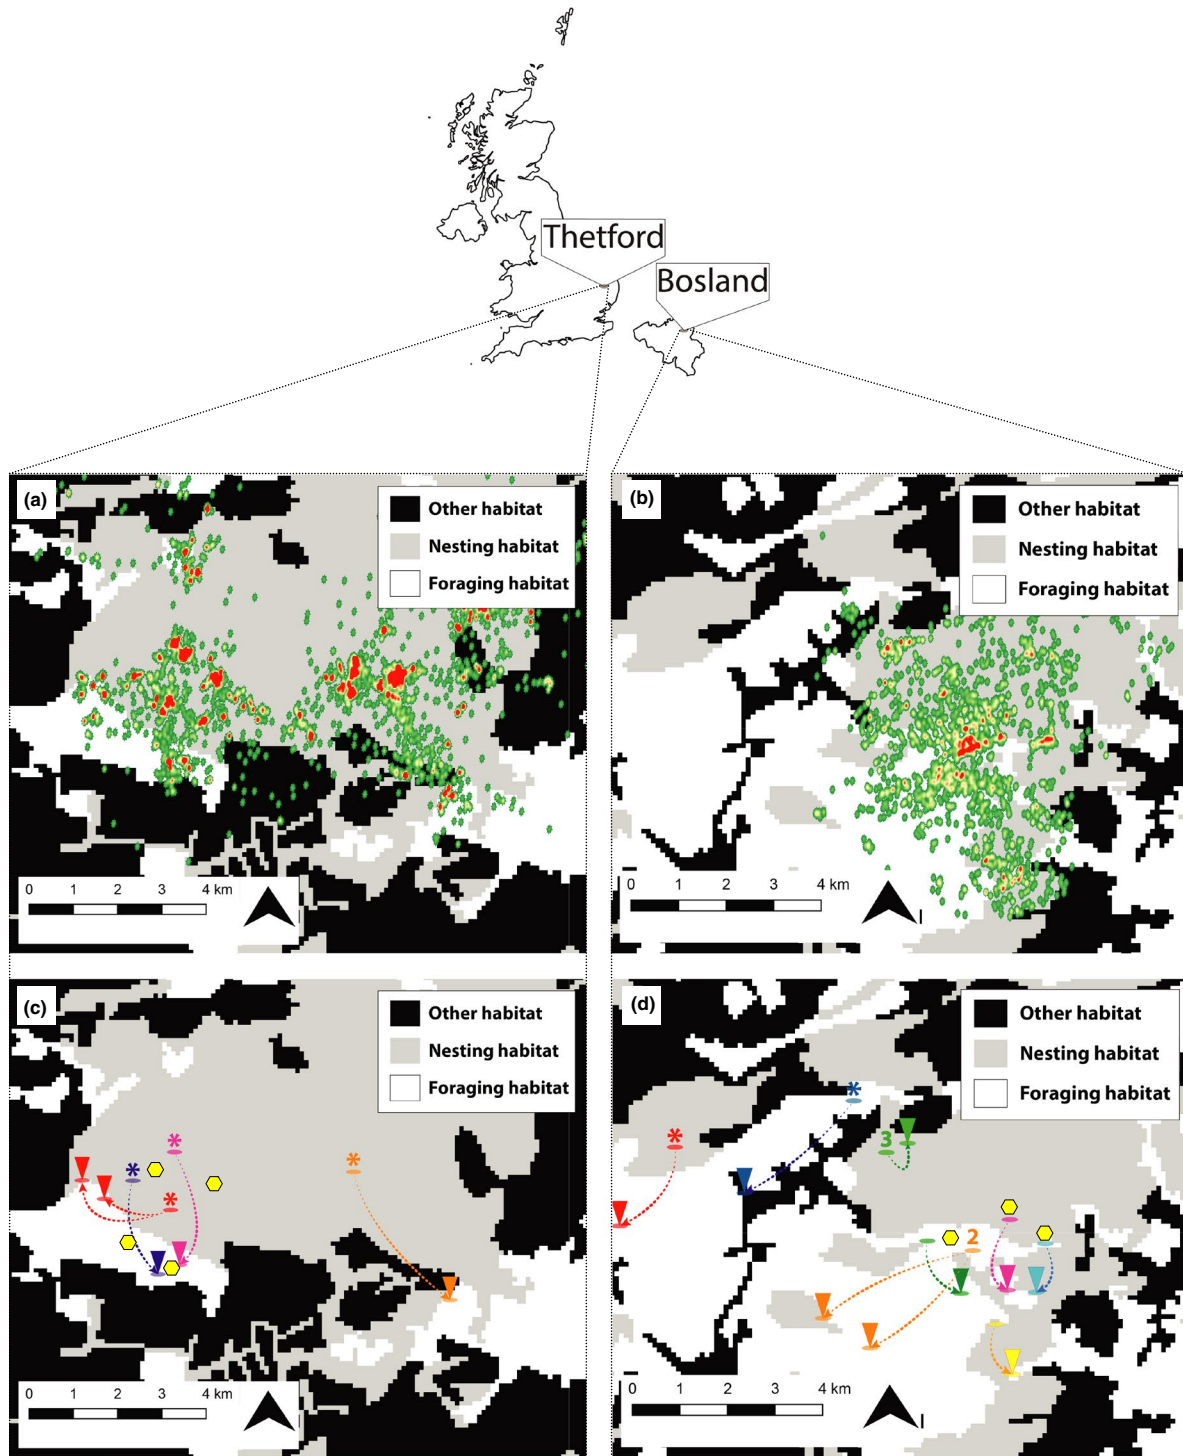 Thetford
Bosland
(a)
Other habitat
Nesting habitat
Foraging habitat
0 1 2 3 4 km
(b)
Other habitat
Nesting habitat
Foraging habitat
0 1 2 3 4 km
(c)
Other habitat
Nesting habitat
Foraging habitat
*
*
*
*
0 1 2 3 4 km
(d)
Other habitat
Nesting habitat
Foraging habitat
*
*
3
2
0 1 2 3 4 km